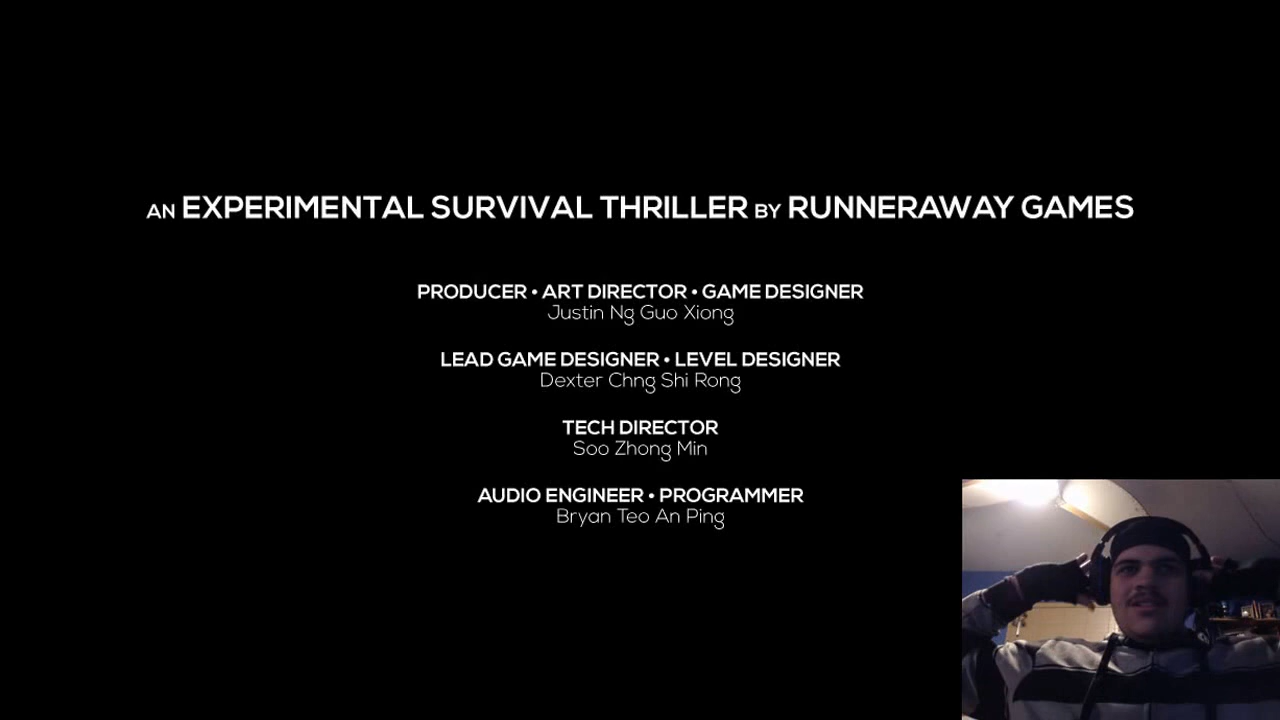 AN EXPERIMENTAL SURVIVAL THRILLER BY RUNNERAWAY GAMES
PRODUCER • ART DIRECTOR • GAME DESIGNER
Justin Ng Guo Xiong
LEAD GAME DESIGNER • LEVEL DESIGNER
Dexter Chng Shi Rong
TECH DIRECTOR
Soo Zhong Min
AUDIO ENGINEER • PROGRAMMER
Bryan Teo An Ping